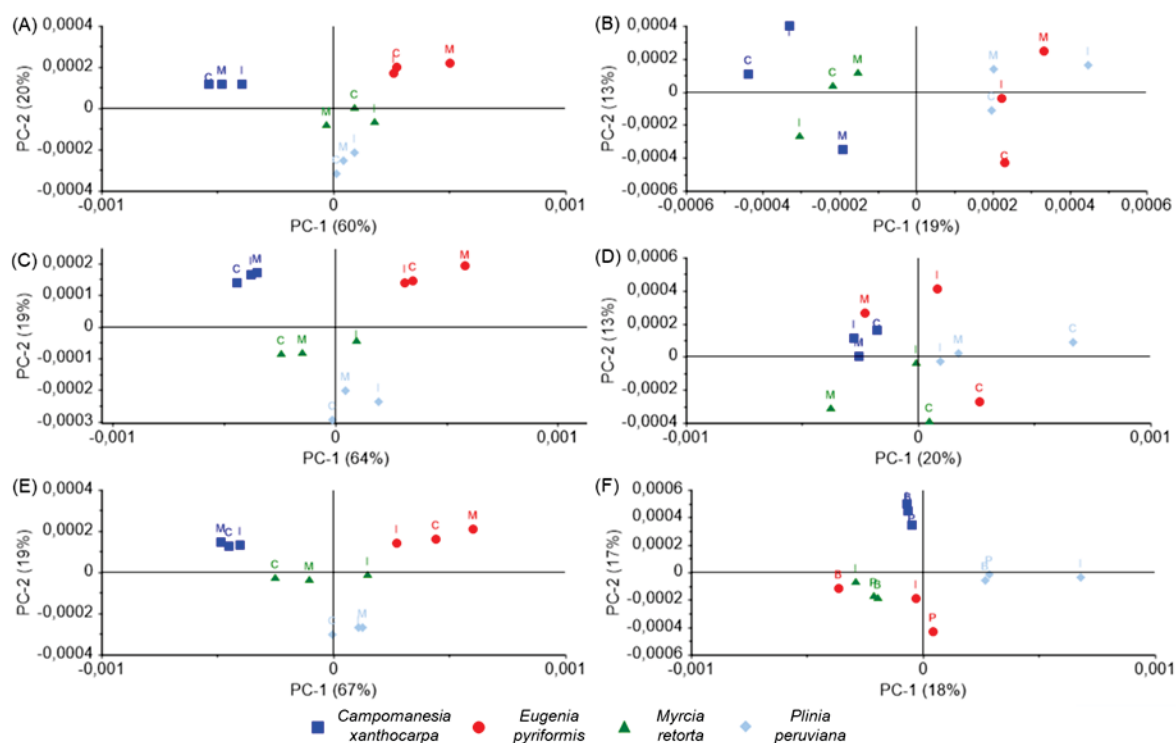 (A)
0,0004
0,0002
0
-0,0002
-0,0004
PC-2 (20%)
C M I
C
I
M
M
C
I
C
M
I
-0,001 0 0,001
PC-1 (60%)
(B)
0,0004
0,0002
0
-0,0002
-0,0004
-0,0006
PC-2 (13%)
C
I
M
C
M
I
M
C
I
M
I
C
-0,0006 -0,0004 -0,0002 0 0,0002 0,0004 0,0006
PC-1 (19%)
(C)
0,0002
0,0001
0
-0,0001
-0,0003
PC-2 (19%)
C I M
I C M
C M I
C M I
-0,001 0 0,001
PC-1 (64%)
(D)
0,0004
0,0002
0
-0,0002
-0,0004
PC-2 (13%)
I
M
C
M
I
C
M
I
C
I
M
C
-0,001 0 0,001
PC-1 (20%)
(E)
0,0004
0,0002
0
-0,0002
-0,0004
PC-2 (19%)
M C I
I C M
C M I
C M
-0,001 0 0,001
PC-1 (67%)
(F)
0,0006
0,0004
0,0002
0
-0,0002
-0,0004
-0,0006
PC-2 (17%)
B
P
B
I
P B
I
P
P
I
-0,001 0 0,001
PC-1 (18%)
Campomanesia
xanthocarpa
Eugenia
pyriformis
Myrcia
retorta
Plinia
peruviana